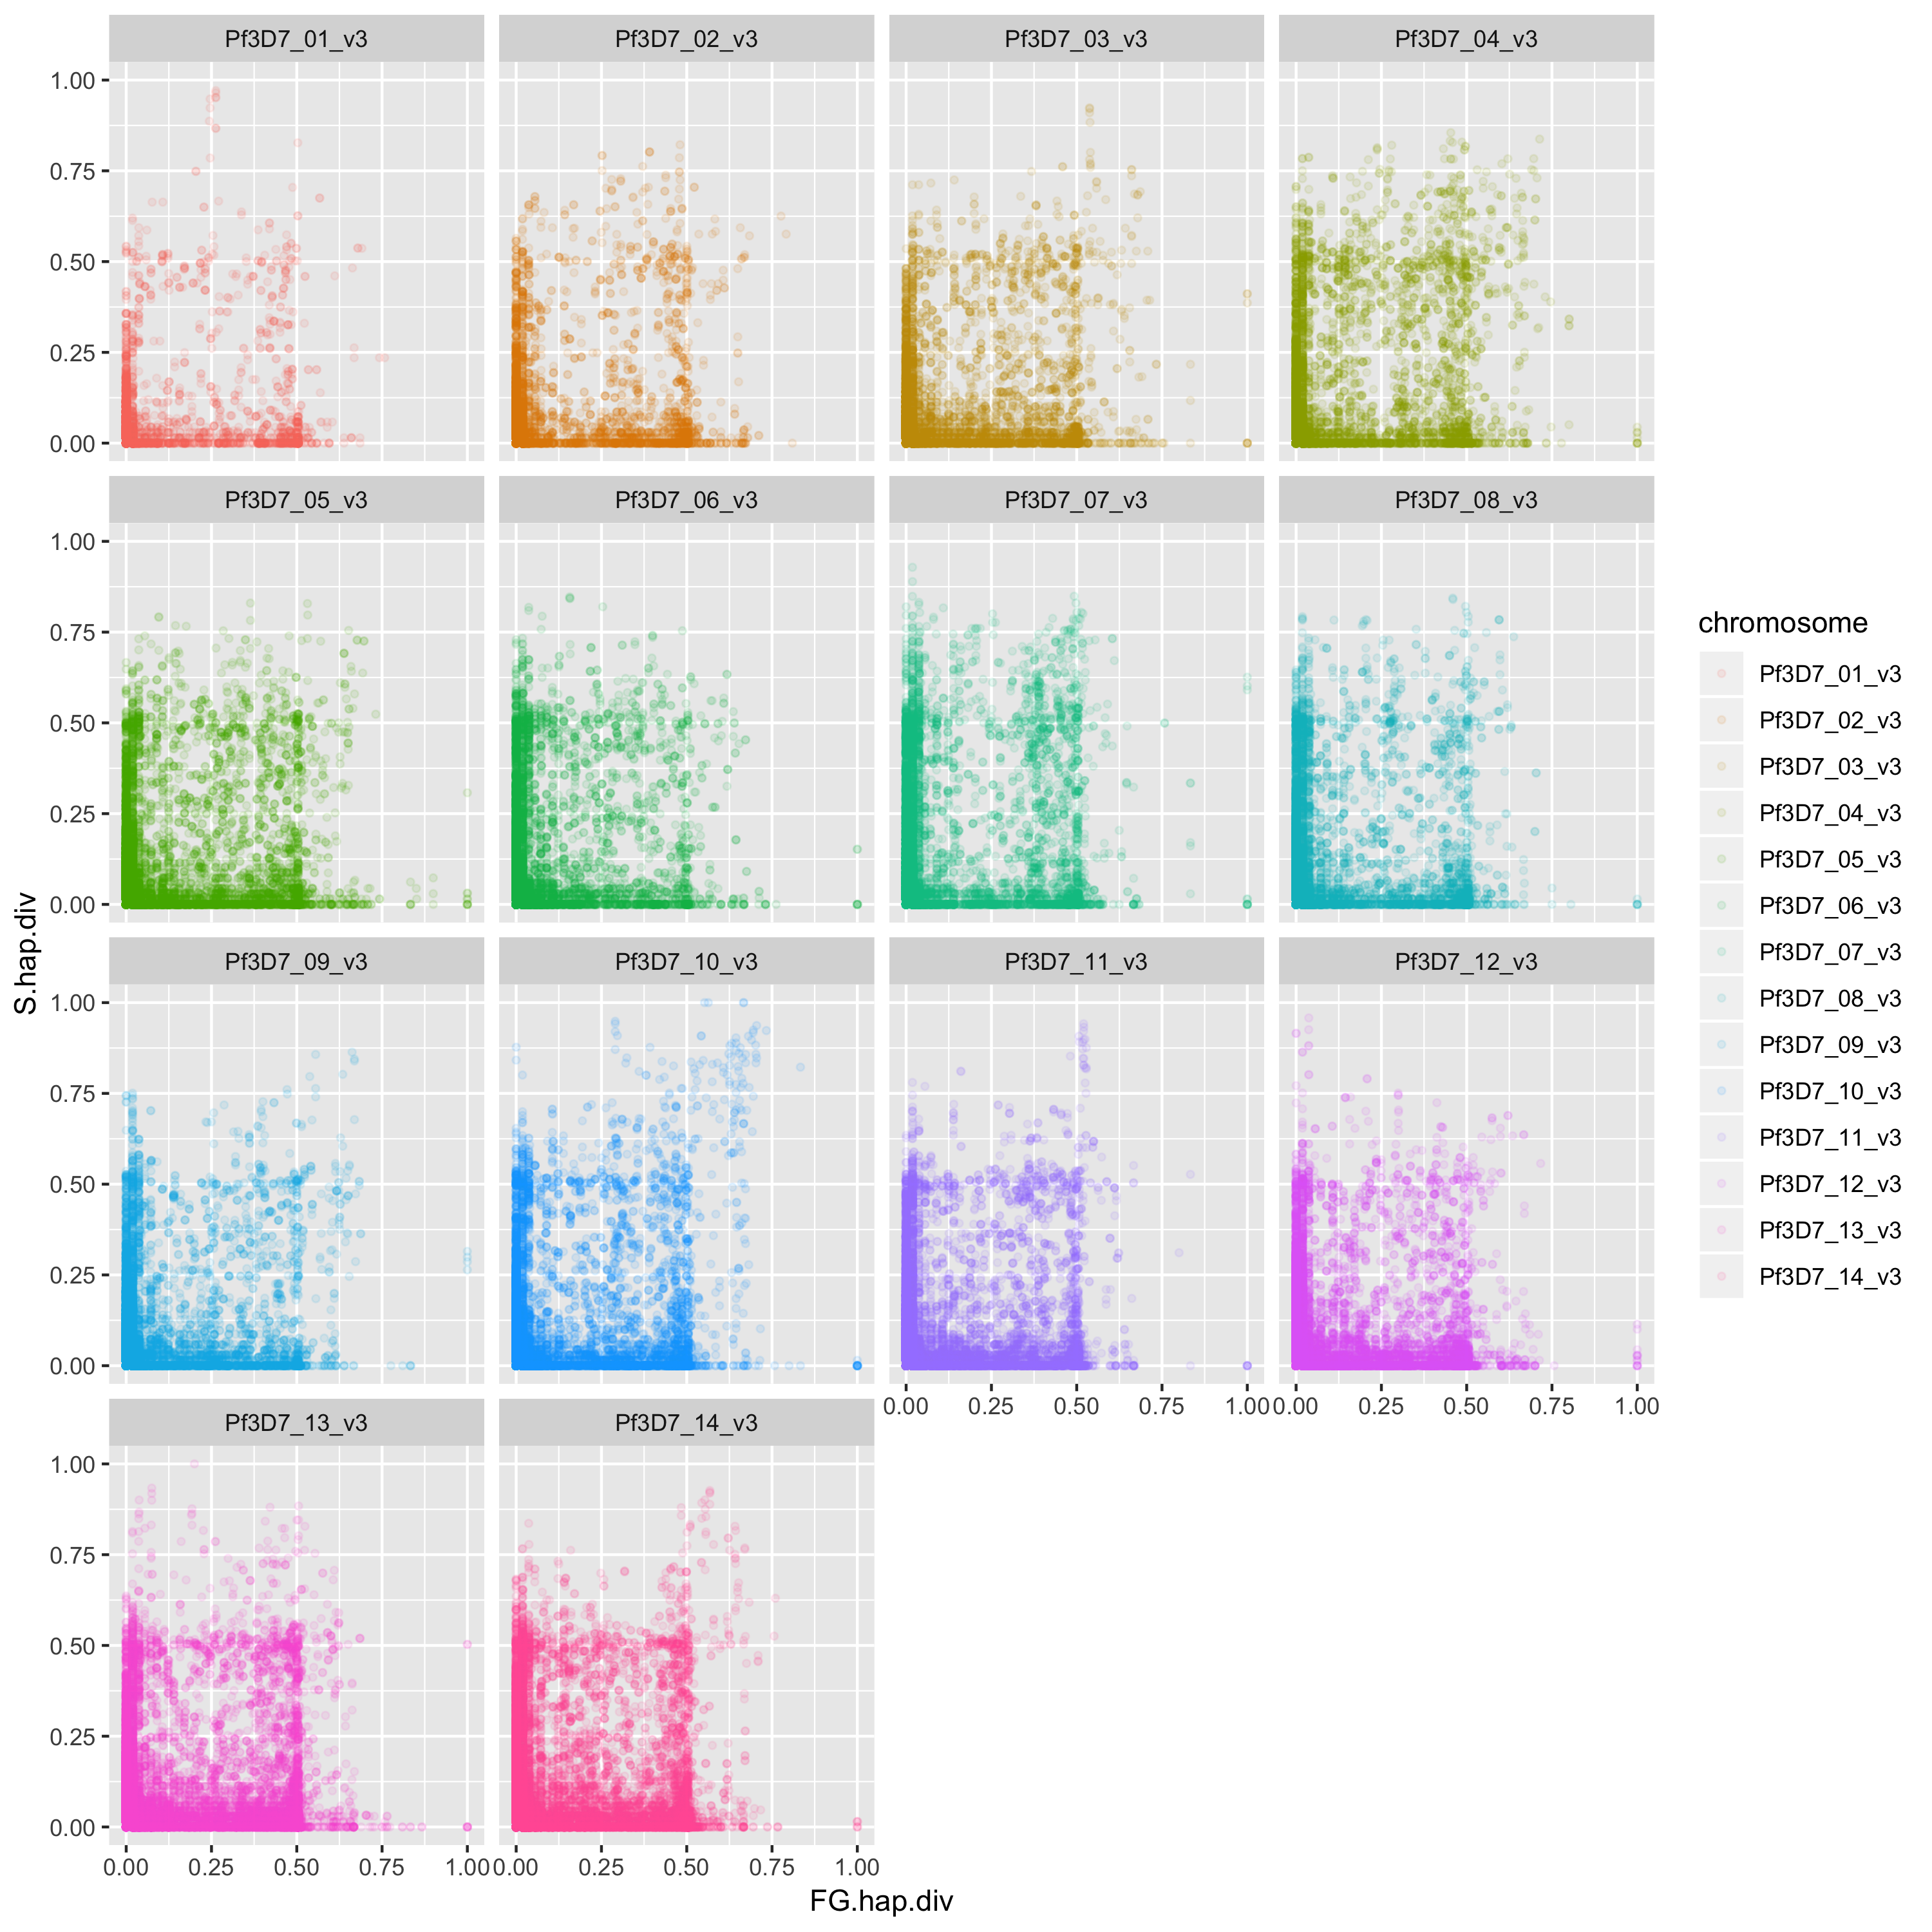 Pf3D7_01_v3 Pf3D7_02_v3 Pf3D7_03_v3 Pf3D7_04_v3
1.00
0.75
0.50
0.25
0.00
Pf3D7_05_v3 Pf3D7_06_v3 Pf3D7_07_v3 Pf3D7_08_v3
1.00
0.75
0.50
0.25
0.00
Pf3D7_09_v3 Pf3D7_10_v3 Pf3D7_11_v3 Pf3D7_12_v3
1.00
0.75
0.50
0.25
0.00
0.00 0.25 0.50 0.75 1.00 0.00 0.25 0.50 0.75 1.00
Pf3D7_13_v3 Pf3D7_14_v3
1.00
0.75
0.50
0.25
0.00
0.00 0.25 0.50 0.75 1.00 0.00 0.25 0.50 0.75 1.00
FG.hap.div
S.hap.div
chromosome
Pf3D7_01_v3
Pf3D7_02_v3
Pf3D7_03_v3
Pf3D7_04_v3
Pf3D7_05_v3
Pf3D7_06_v3
Pf3D7_07_v3
Pf3D7_08_v3
Pf3D7_09_v3
Pf3D7_10_v3
Pf3D7_11_v3
Pf3D7_12_v3
Pf3D7_13_v3
Pf3D7_14_v3